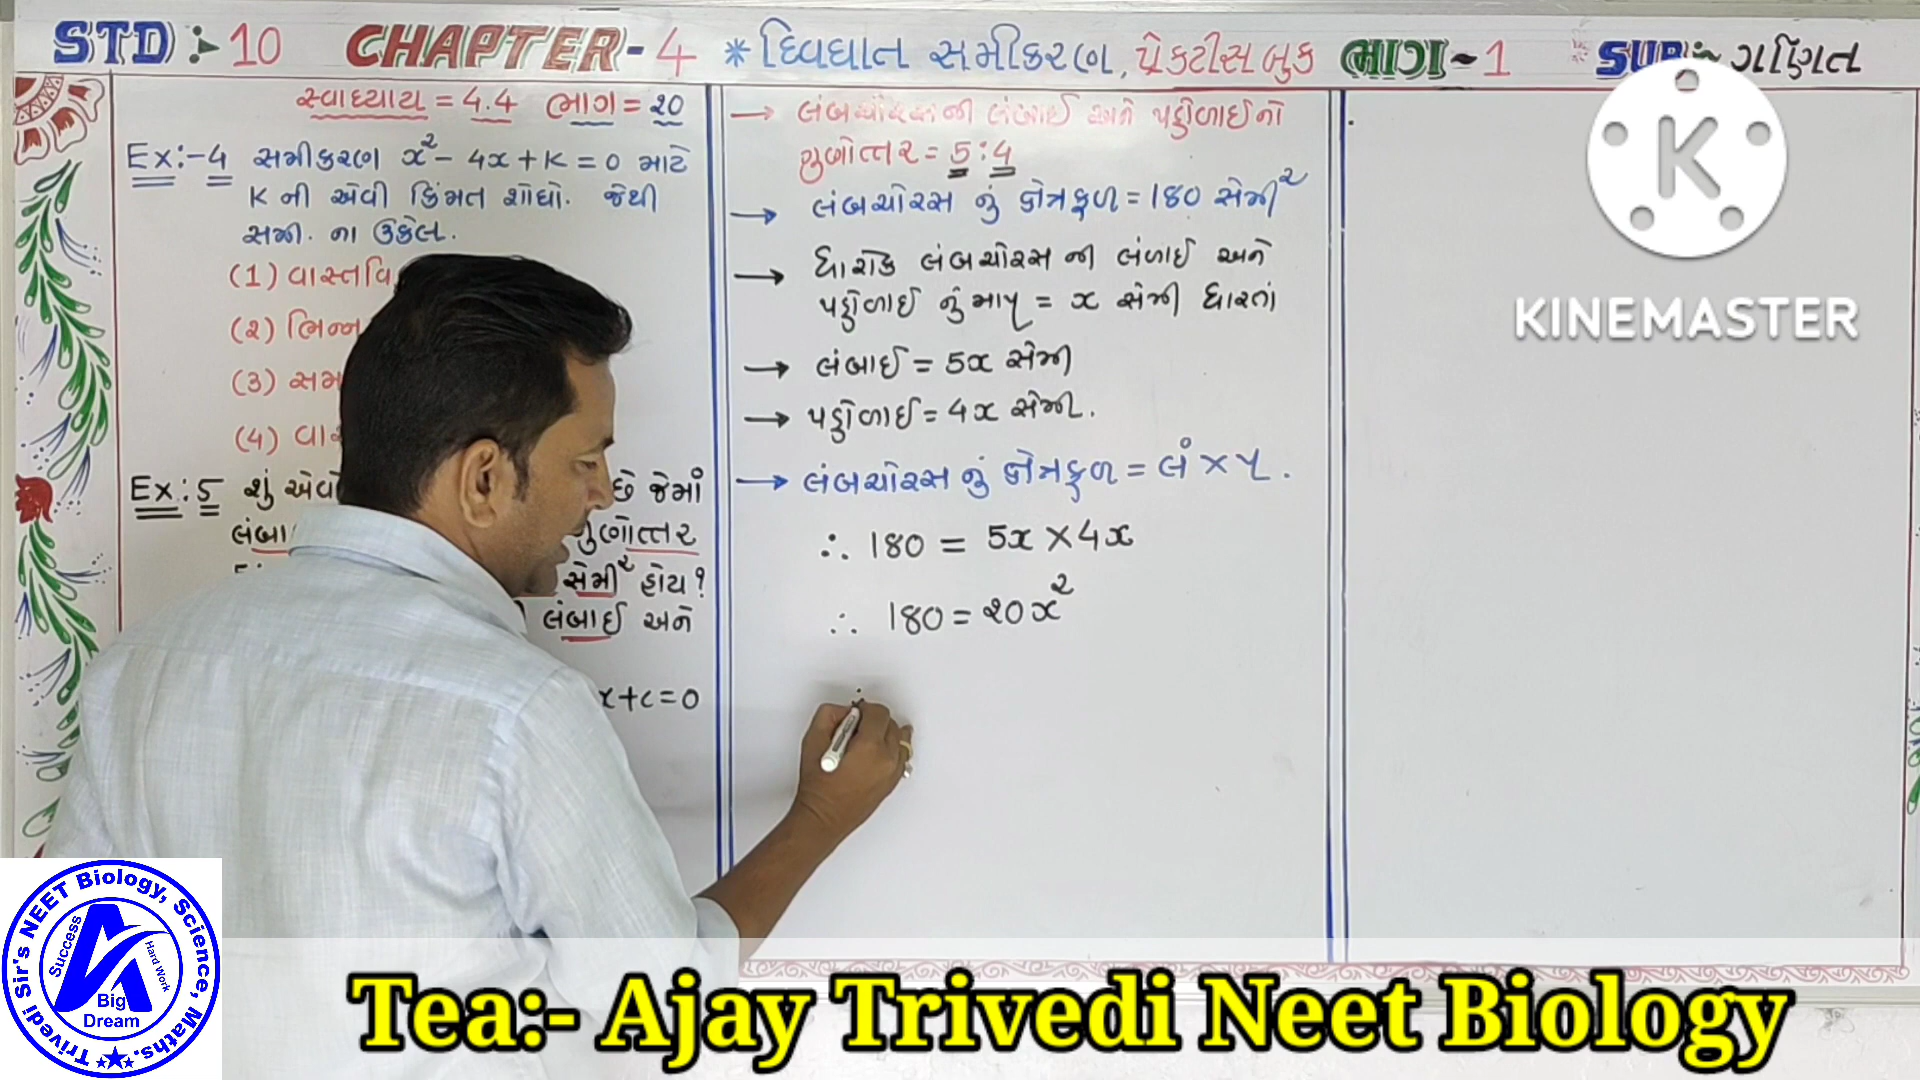 STD :- 10 CHAPTER - 4 * દ્વિઘાત સમીકરણ, પ્રેક્ટીસ બુક ભાગ ~ 1 * SUB :~ ગણિત
સ્વાધ્યાય = 4.4 ભાગ = ૨૦
Ex:-4 સમીકરણ x² - 4x + K = 0 માટે
K ની એવી કિંમત શોધો. જેથી
સમી. ના ઉકેલ.
(1) વાસ્તવિ
(૨) ભિન્ન
(3) સમ
(4) વાસ
Ex:5 શું એવો છે જેમાં
લંબા ગુણોત્તર
સેમી² હોય?
લંબાઈ અને
x+c=0
→ લંબચોરસની લંબાઈ અને પહોળાઈનો
ગુણોત્તર = 5:4
→ લંબચોરસ નું ક્ષેત્રફળ = 180 સેમી²
→ ધારોકે લંબચોરસ ની લંબાઈ અને
પહોળાઈ નું માપ = x સેમી ધારતાં
→ લંબાઈ = 5x સેમી
→ પહોળાઈ = 4x સેમી.
→ લંબચોરસ નું ક્ષેત્રફળ = લં × પ.
∴ 180 = 5x × 4x
∴ 180 = ૨0x²
K
KINEMASTER
Trivedi Sir's NEET Biology, Science, Maths.
Success
Hard Work
Big
Dream
Tea:- Ajay Trivedi Neet Biology